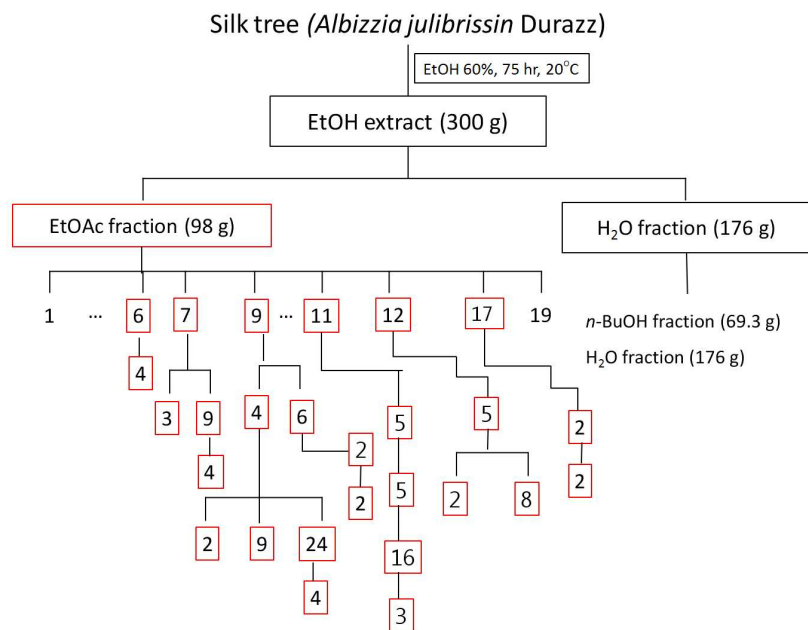 Silk tree (Albizzia julibrissin Durazz)
EtOH 60%, 75 hr, 20°C
EtOH extract (300 g)
EtOAc fraction (98 g)
H₂O fraction (176 g)
1 ... 6 7 9 ... 11 12 17 19
n-BuOH fraction (69.3 g)
H₂O fraction (176 g)
4
3 9 4 6 5 5 2
4 2 2 5 2 8 2
2 9 24 16
4 3